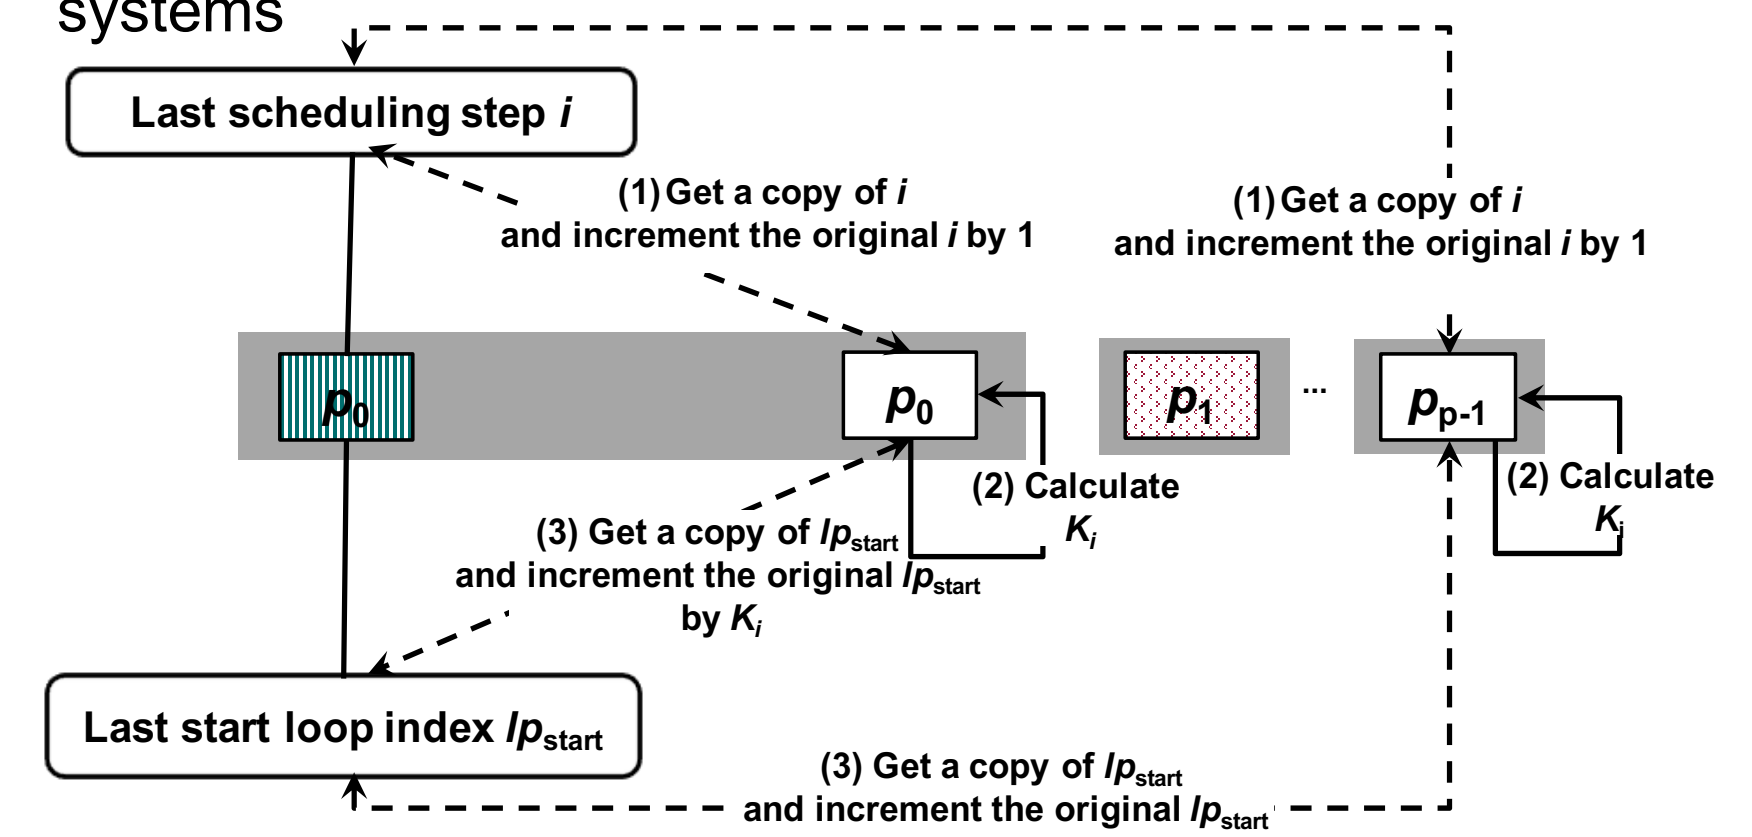 systems
Last scheduling step i
(1) Get a copy of i
and increment the original i by 1
(1) Get a copy of i
and increment the original i by 1
p0
p0
p1
...
pp-1
(2) Calculate
Ki
(2) Calculate
Ki
(3) Get a copy of lpstart
and increment the original lpstart
by Ki
Last start loop index lpstart
(3) Get a copy of lpstart
and increment the original lpstart